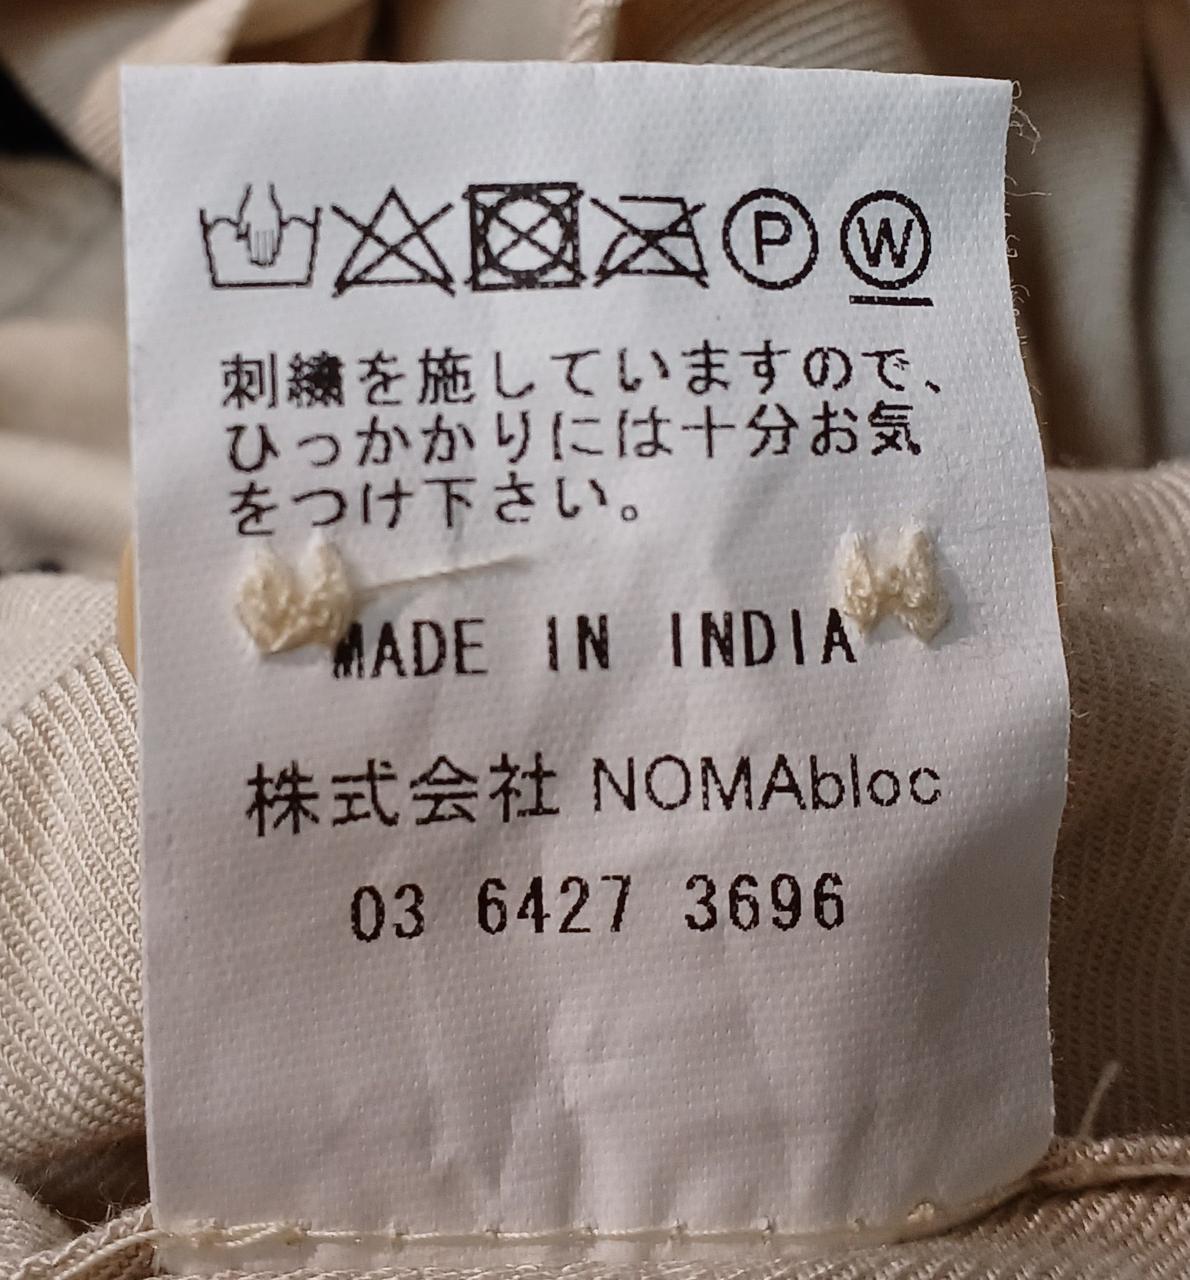 P W
刺繍を施していますので、
ひっかかりには十分お気
をつけ下さい。
MADE IN INDIA
株式会社 NOMAbloc
03 6427 3696